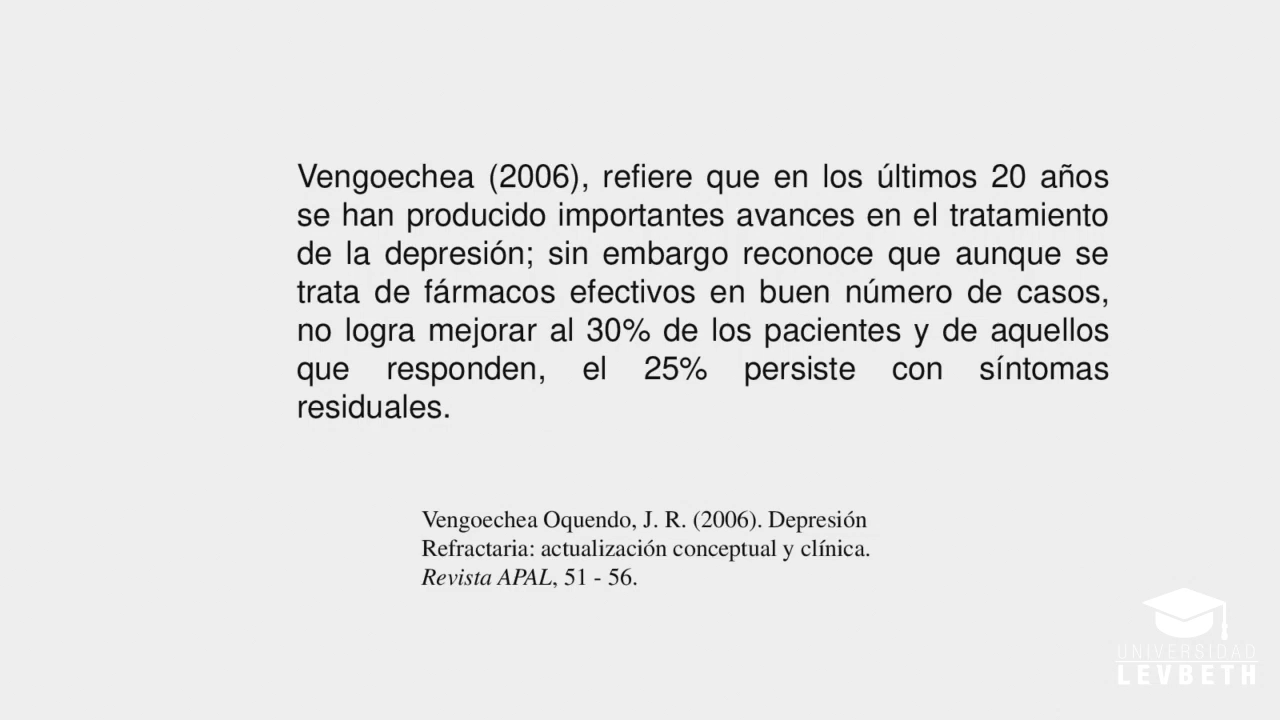 Vengoechea (2006), refiere que en los últimos 20 años
se han producido importantes avances en el tratamiento
de la depresión; sin embargo reconoce que aunque se
trata de fármacos efectivos en buen número de casos,
no logra mejorar al 30% de los pacientes y de aquellos
que responden, el 25% persiste con síntomas
residuales.
Vengoechea Oquendo, J. R. (2006). Depresión
Refractaria: actualización conceptual y clínica.
Revista APAL, 51 - 56.
UNIVERSIDAD
LEVBETH